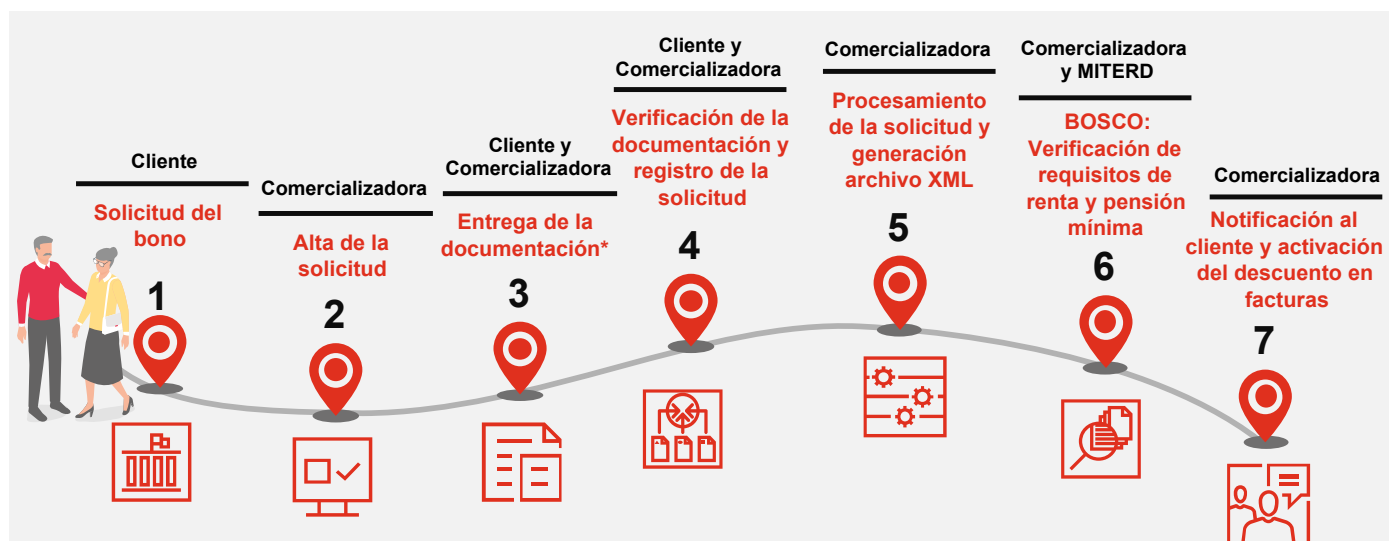 Cliente
Solicitud del
bono
1
Comercializadora
Alta de la
solicitud
2
Cliente y
Comercializadora
Entrega de la
documentación*
3
Cliente y
Comercializadora
Verificación de la
documentación y
registro de la
solicitud
4
Comercializadora
Procesamiento
de la solicitud y
generación
archivo XML
5
Comercializadora
y MITERD
BOSCO:
Verificación de
requisitos de
renta y pensión
mínima
6
Comercializadora
Notificación al
cliente y activación
del descuento en
facturas
7